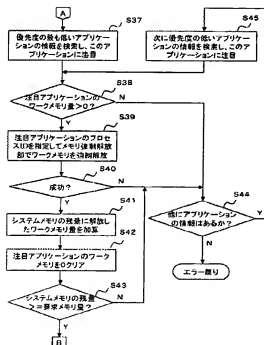 A
S37
優先度の最も低いアプリケー
ションの情報を検索し、この
アプリケーションに注目
S45
次に優先度の低いアプリケ
ーションの情報を検索し、こ
のアプリケーションに注目
S38
注目アプリケーションの
ワークメモリ量>0?
N
Y
S39
注目アプリケーションのプロセ
スIDを指定してメモリ強制解放
部でワークメモリを強制解放
S40
成功?
N
Y
S41
システムメモリの残量に解放し
たワークメモリ量を加算
S42
注目アプリケーションのワーク
メモリを0クリア
S43
システムメモリの残量
>=要求メモリ量?
N
Y
B
S44
他にアプリケーション
の情報はあるか?
Y
N
エラー戻り